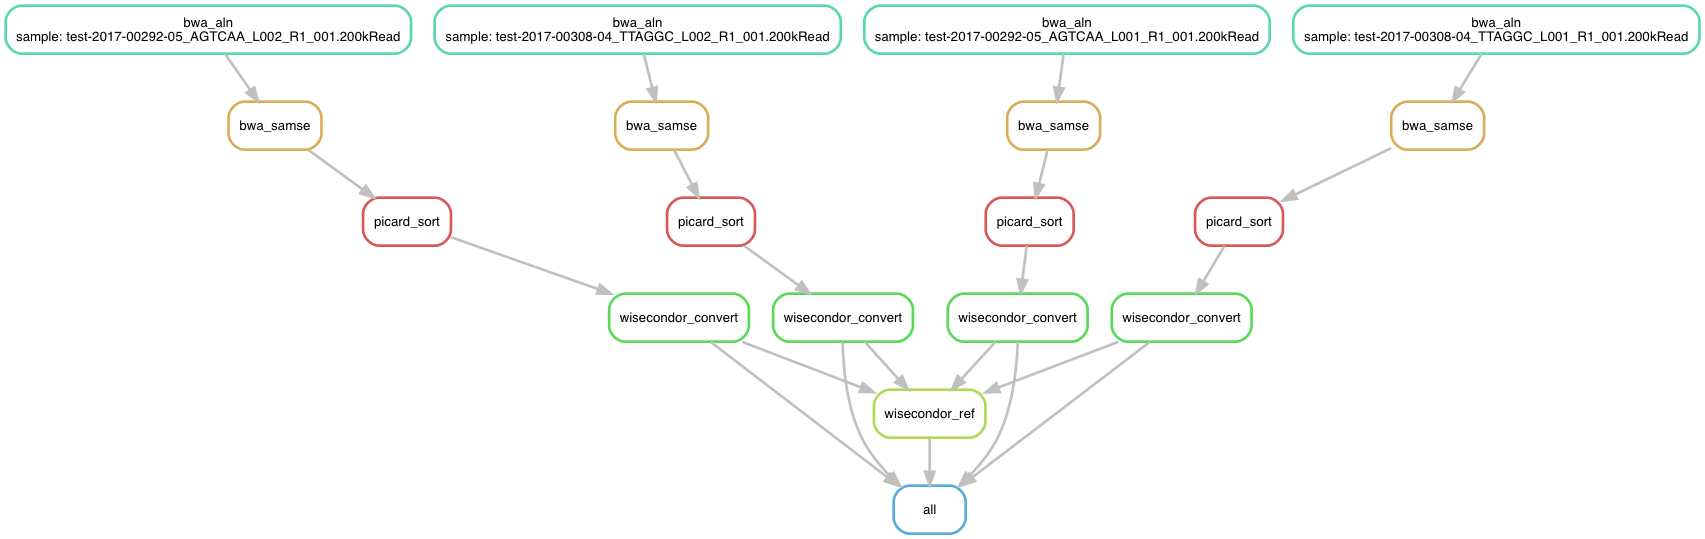 bwa_aln
sample: test-2017-00292-05_AGTCAA_L002_R1_001.200kRead
bwa_aln
sample: test-2017-00308-04_TTAGGC_L002_R1_001.200kRead
bwa_aln
sample: test-2017-00292-05_AGTCAA_L001_R1_001.200kRead
bwa_aln
sample: test-2017-00308-04_TTAGGC_L001_R1_001.200kRead
bwa_samse
bwa_samse
bwa_samse
bwa_samse
picard_sort
picard_sort
picard_sort
picard_sort
wisecondor_convert
wisecondor_convert
wisecondor_convert
wisecondor_convert
wisecondor_ref
all